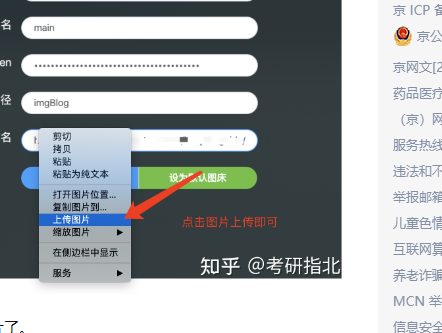 名
main
en
径
imgBlog
名
剪切
拷贝
粘贴
粘贴为纯文本
设为默认图床
打开图片位置...
复制图片到...
上传图片
缩放图片
点击图片上传即可
在侧边栏中显示
服务
知乎 @考研指北
了。
京 ICP 备
京公
京网文[2
药品医疗
（京）网
服务热线
违法和不
举报邮箱
儿童色情
互联网算
养老诈骗
MCN 举
信息安全